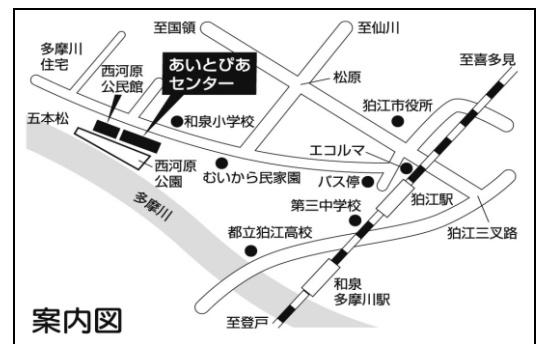 至国領
至仙川
多摩川
住宅
西河原
公民館
あいとぴあ
センター
松原
至喜多見
狛江市役所
五本松
和泉小学校
エコルマ
西河原
公園
むいから民家園
バス停
狛江駅
多摩川
第三中学校
狛江三叉路
都立狛江高校
和泉
多摩川駅
至登戸
案内図